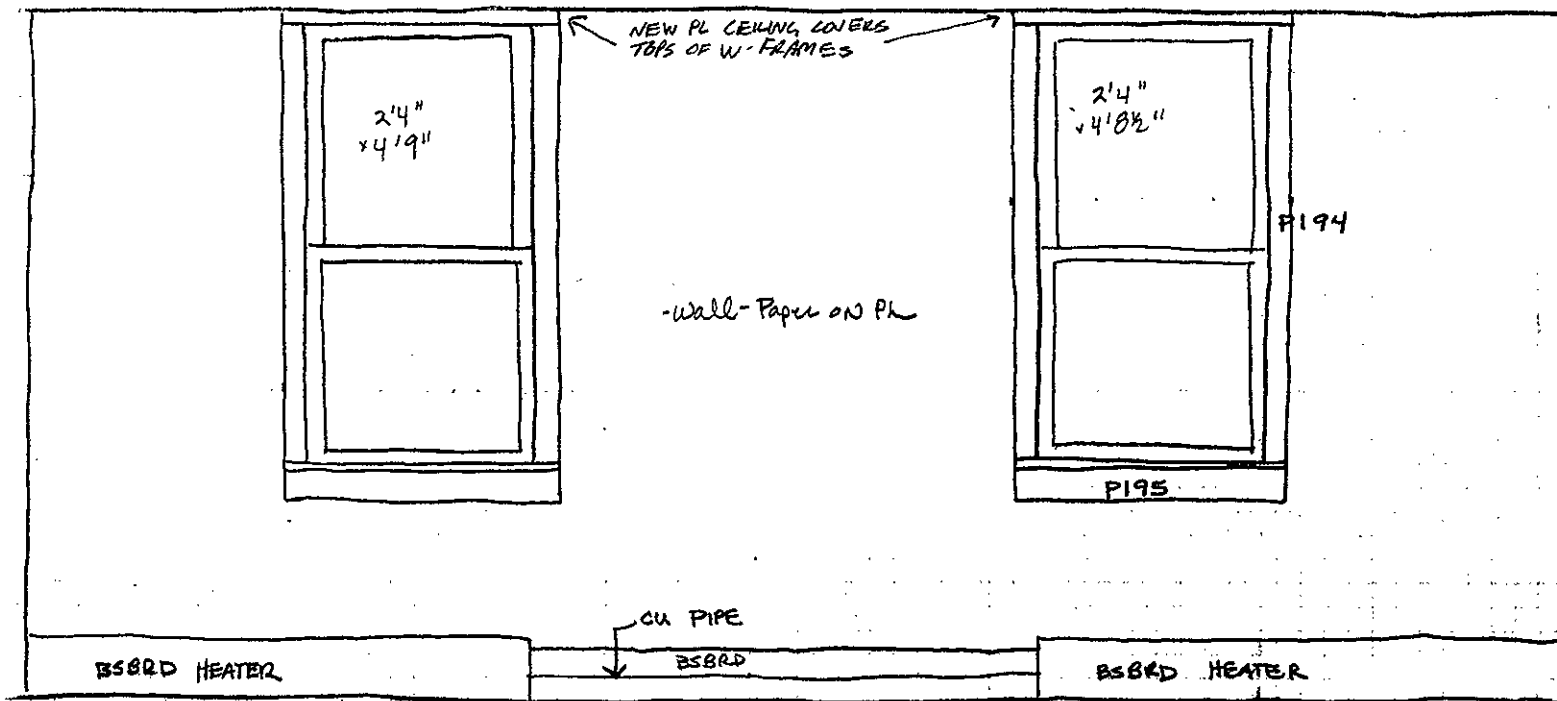 NEW PL CEILING COVERS
TOPS OF W-FRAMES
2'4"
x4'9"
2'4"
x4'8½"
P194
-Wall-Paper ON PL
P195
CU PIPE
BSBRD HEATER
BSBRD
BSBRD HEATER